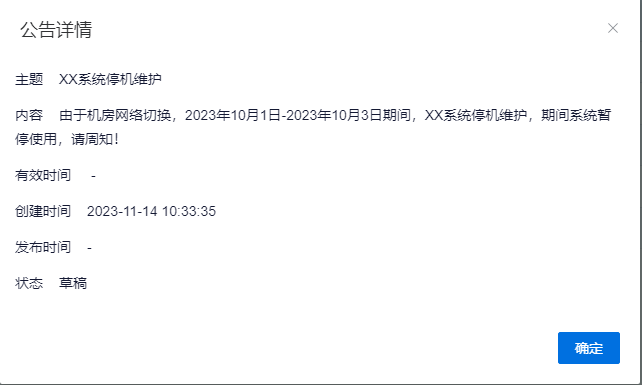 公告详情
主题 XX系统停机维护
内容 由于机房网络切换，2023年10月1日-2023年10月3日期间，XX系统停机维护，期间系统暂
停使用，请周知！
有效时间 -
创建时间 2023-11-14 10:33:35
发布时间 -
状态 草稿
确定